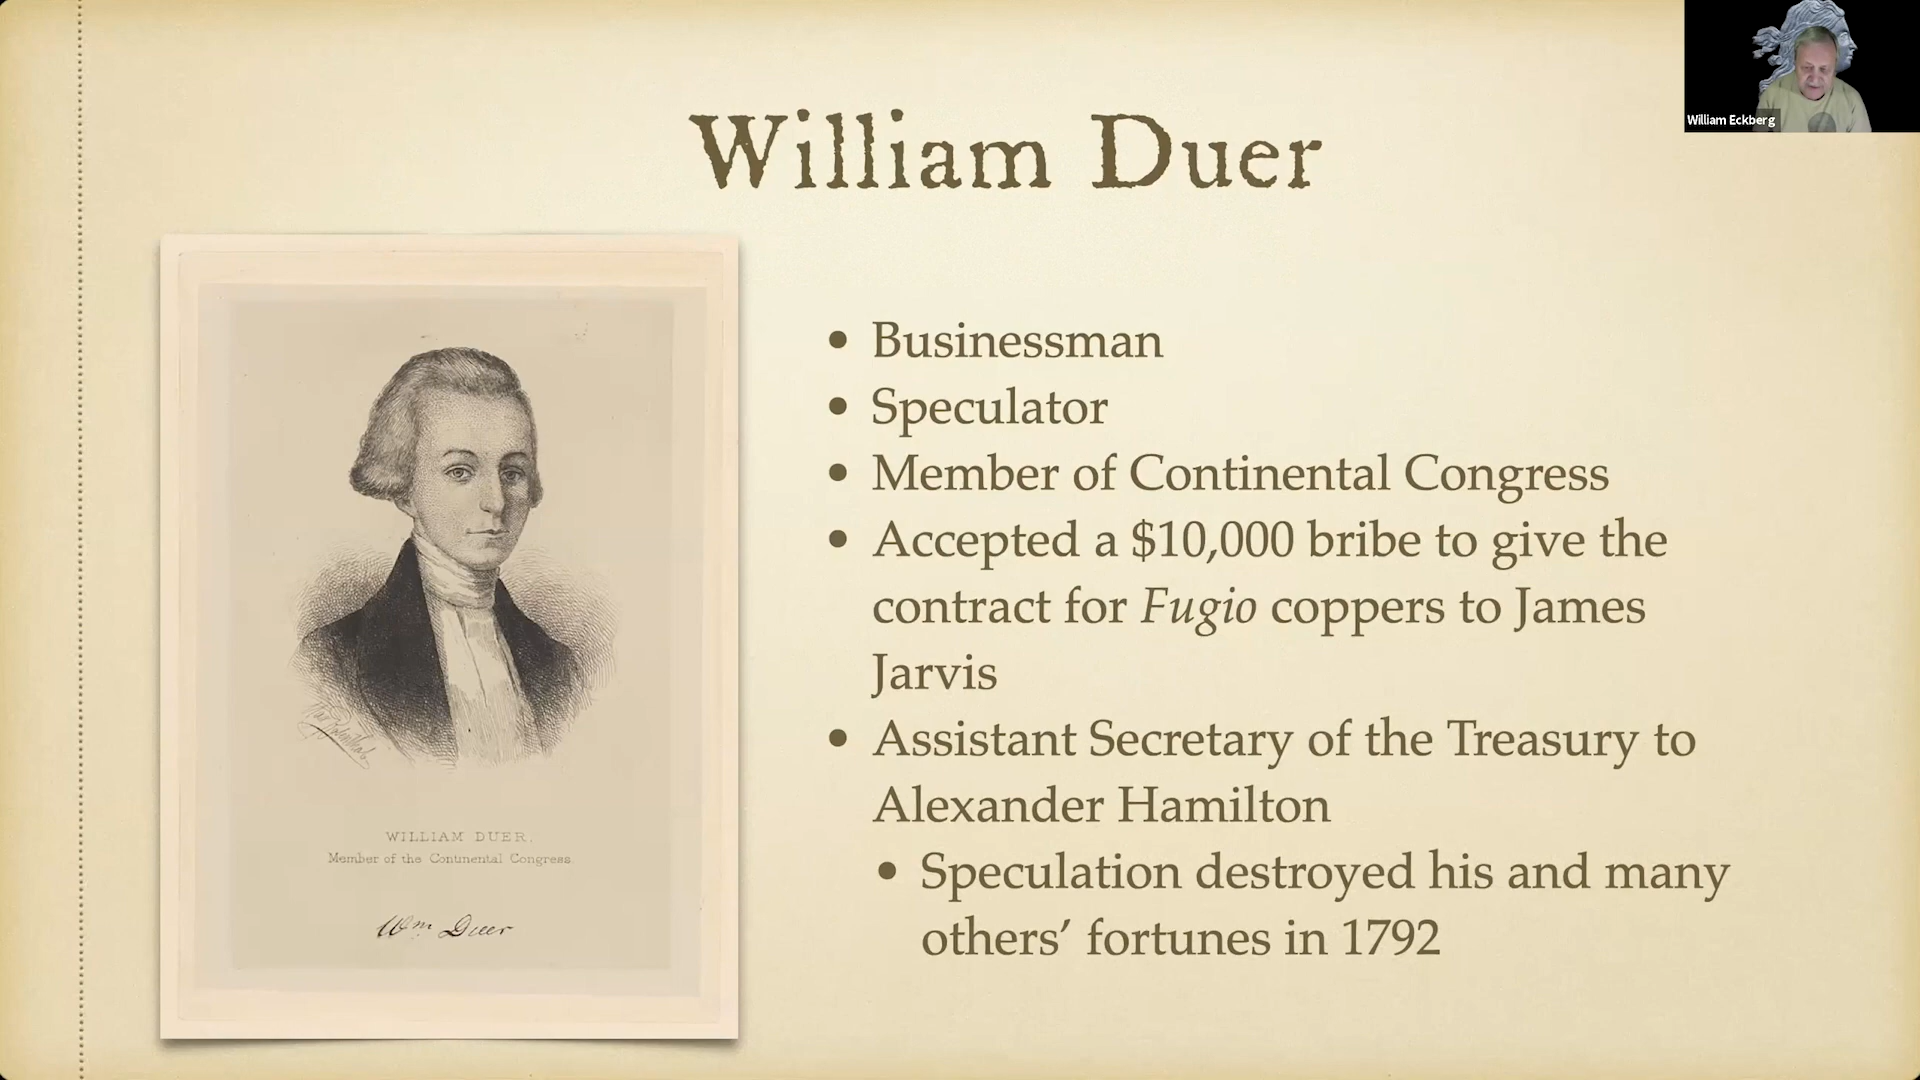 William Duer
William Eckberg
• Businessman
• Speculator
• Member of Continental Congress
• Accepted a $10,000 bribe to give the
contract for Fugio coppers to James
Jarvis
• Assistant Secretary of the Treasury to
Alexander Hamilton
• Speculation destroyed his and many
others’ fortunes in 1792
WILLIAM DUER,
Member of the Continental Congress
Wm Duer